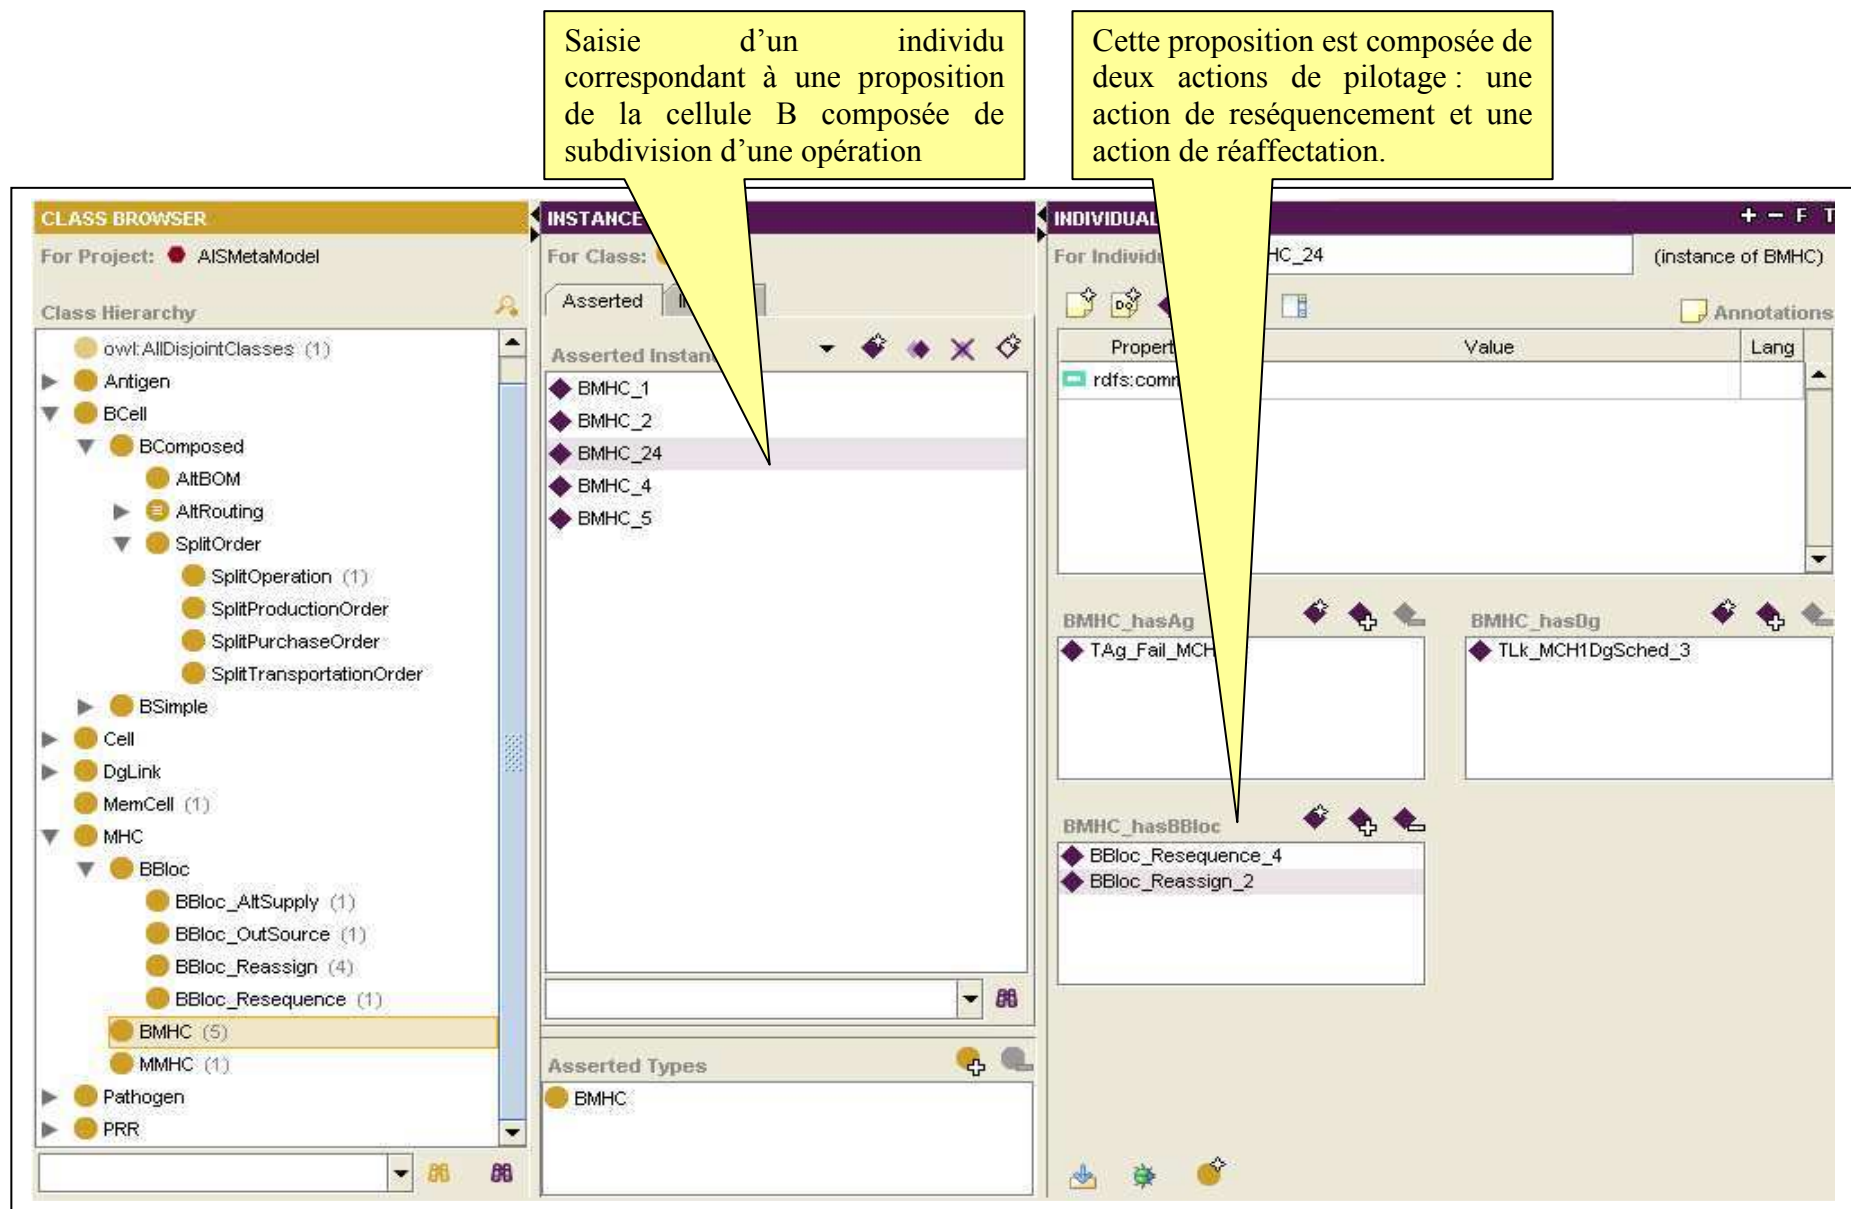 Saisie d’un individu
correspondant à une proposition
de la cellule B composée de
subdivision d’une opération
Cette proposition est composée de
deux actions de pilotage : une
action de reséquencement et une
action de réaffectation.
CLASS BROWSER
For Project: AISMetaModel
Class Hierarchy
owl:AllDisjointClasses (1)
Antigen
BCell
BComposed
AltBOM
AltRouting
SplitOrder
SplitOperation (1)
SplitProductionOrder
SplitPurchaseOrder
SplitTransportationOrder
BSimple
Cell
DgLink
MemCell (1)
MHC
BBloc
BBloc_AltSupply (1)
BBloc_OutSource (1)
BBloc_Reassign (4)
BBloc_Resequence (1)
BMHC (5)
MMHC (1)
Pathogen
PRR
INSTANCE
For Class:
Asserted
Asserted Instan
BMHC_1
BMHC_2
BMHC_24
BMHC_4
BMHC_5
Asserted Types
BMHC
INDIVIDUAL + − F T
For Individu HC_24 (instance of BMHC)
Annotations
Propert Value Lang
rdfs:comm
BMHC_hasAg
TAg_Fail_MCH
BMHC_hasDg
TLk_MCH1DgSched_3
BMHC_hasBBloc
BBloc_Resequence_4
BBloc_Reassign_2